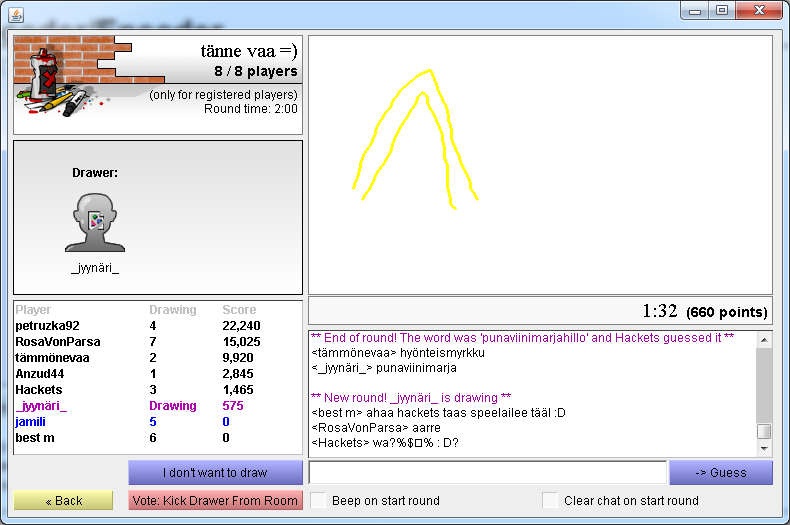 tänne vaa =)
8 / 8 players
(only for registered players)
Round time: 2:00
Drawer:
_jyynäri_
Player Drawing Score
petruzka92 4 22,240
RosaVonParsa 7 15,025
tämmönevaa 2 9,920
Anzud44 1 2,845
Hackets 3 1,465
_jyynäri_ Drawing 575
jamili 5 0
best m 6 0
I don't want to draw
« Back
Vote: Kick Drawer From Room
1:32 (660 points)
** End of round! The word was 'punaviinimarjahillo' and Hackets guessed it **
<tämmönevaa> hyönteismyrkku
<_jyynäri_> punaviinimarja
** New round! _jyynäri_ is drawing **
<best m> ahaa hackets taas speelailee tääl :D
<RosaVonParsa> aarre
<Hackets> wa?%$□% : D?
-> Guess
Beep on start round
Clear chat on start round